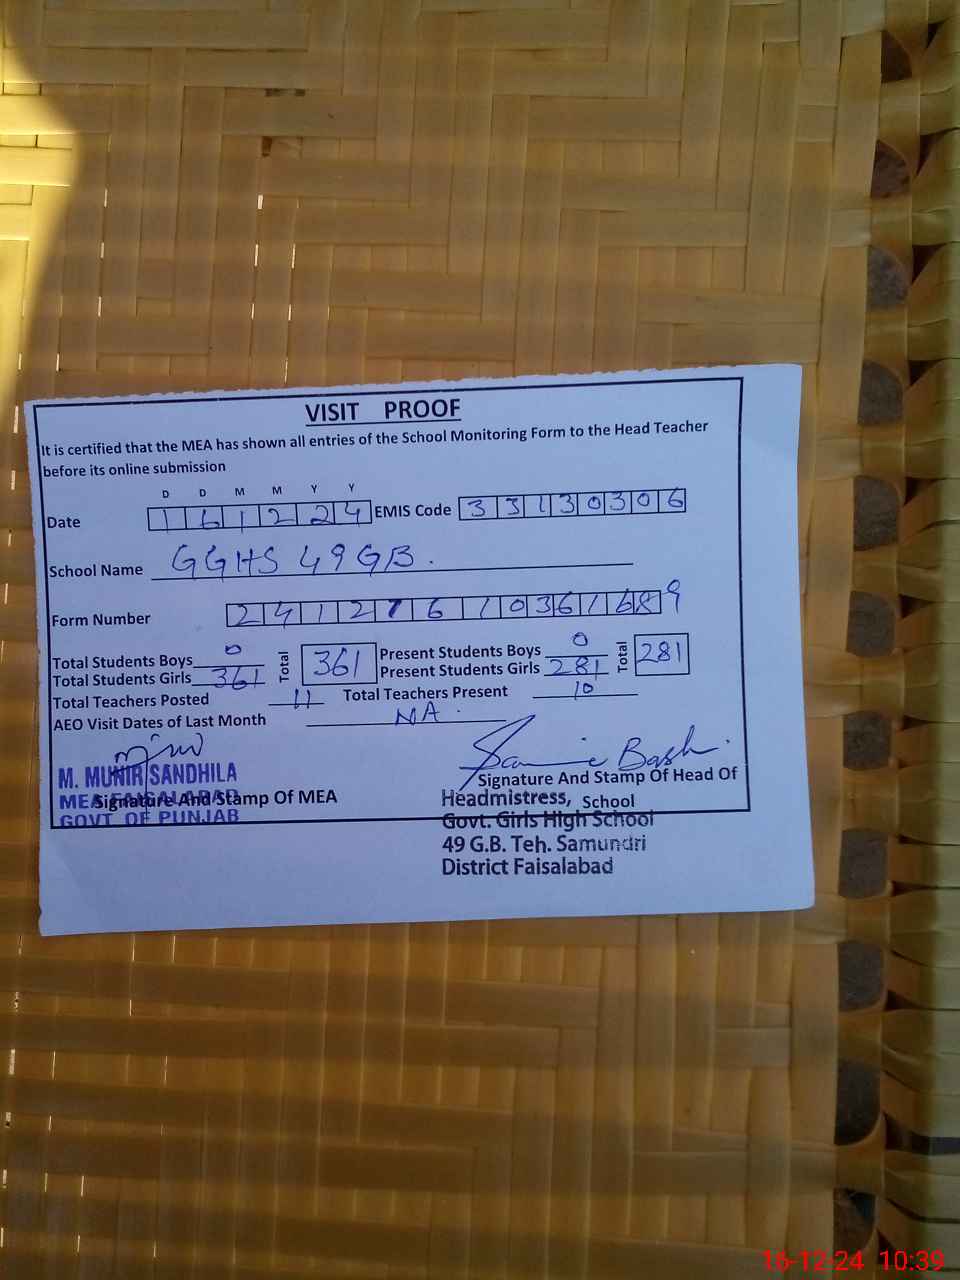 VISIT PROOF
It is certified that the MEA has shown all entries of the School Monitoring Form to the Head Teacher
before its online submission
D D M M Y Y
Date 161224 EMIS Code 33130306
School Name GGHS 49 GB.
Form Number 2412761036168 9
Total Students Boys 0 Total 361 Present Students Boys 0 Total 281
Total Students Girls 361 Present Students Girls 281
Total Teachers Posted 11 Total Teachers Present 10
AEO Visit Dates of Last Month NA.
M. MUNIR SANDHILA
MEA FAISALABAD
GOVT OF PUNJAB
Signature And Stamp Of MEA
Signature And Stamp Of Head Of
School
Headmistress,
Govt. Girls High School
49 G.B. Teh. Samundri
District Faisalabad
16-12-24 10:39